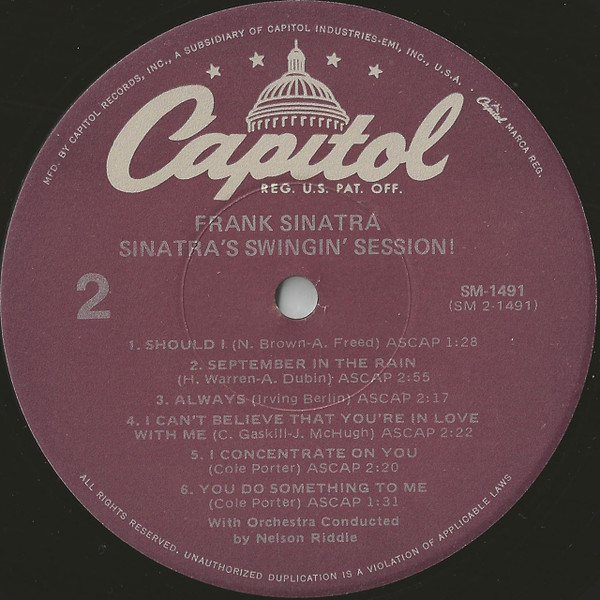 MFD. BY CAPITOL RECORDS, INC., A SUBSIDIARY OF CAPITOL INDUSTRIES-EMI, INC., U.S.A.
Capitol MARCA REG.
Capitol
REG. U.S. PAT. OFF.
FRANK SINATRA
SINATRA'S SWINGIN' SESSION!
2
SM-1491
(SM 2-1491)
1. SHOULD I (N. Brown-A. Freed) ASCAP 1:28
2. SEPTEMBER IN THE RAIN
(H. Warren-A. Dubin) ASCAP 2:55
3. ALWAYS (Irving Berlin) ASCAP 2:17
4. I CAN'T BELIEVE THAT YOU'RE IN LOVE
WITH ME (C. Gaskill-J. McHugh) ASCAP 2:22
5. I CONCENTRATE ON YOU
(Cole Porter) ASCAP 2:20
6. YOU DO SOMETHING TO ME
(Cole Porter) ASCAP 1:31
With Orchestra Conducted
by Nelson Riddle
ALL RIGHTS RESERVED. UNAUTHORIZED DUPLICATION IS A VIOLATION OF APPLICABLE LAWS